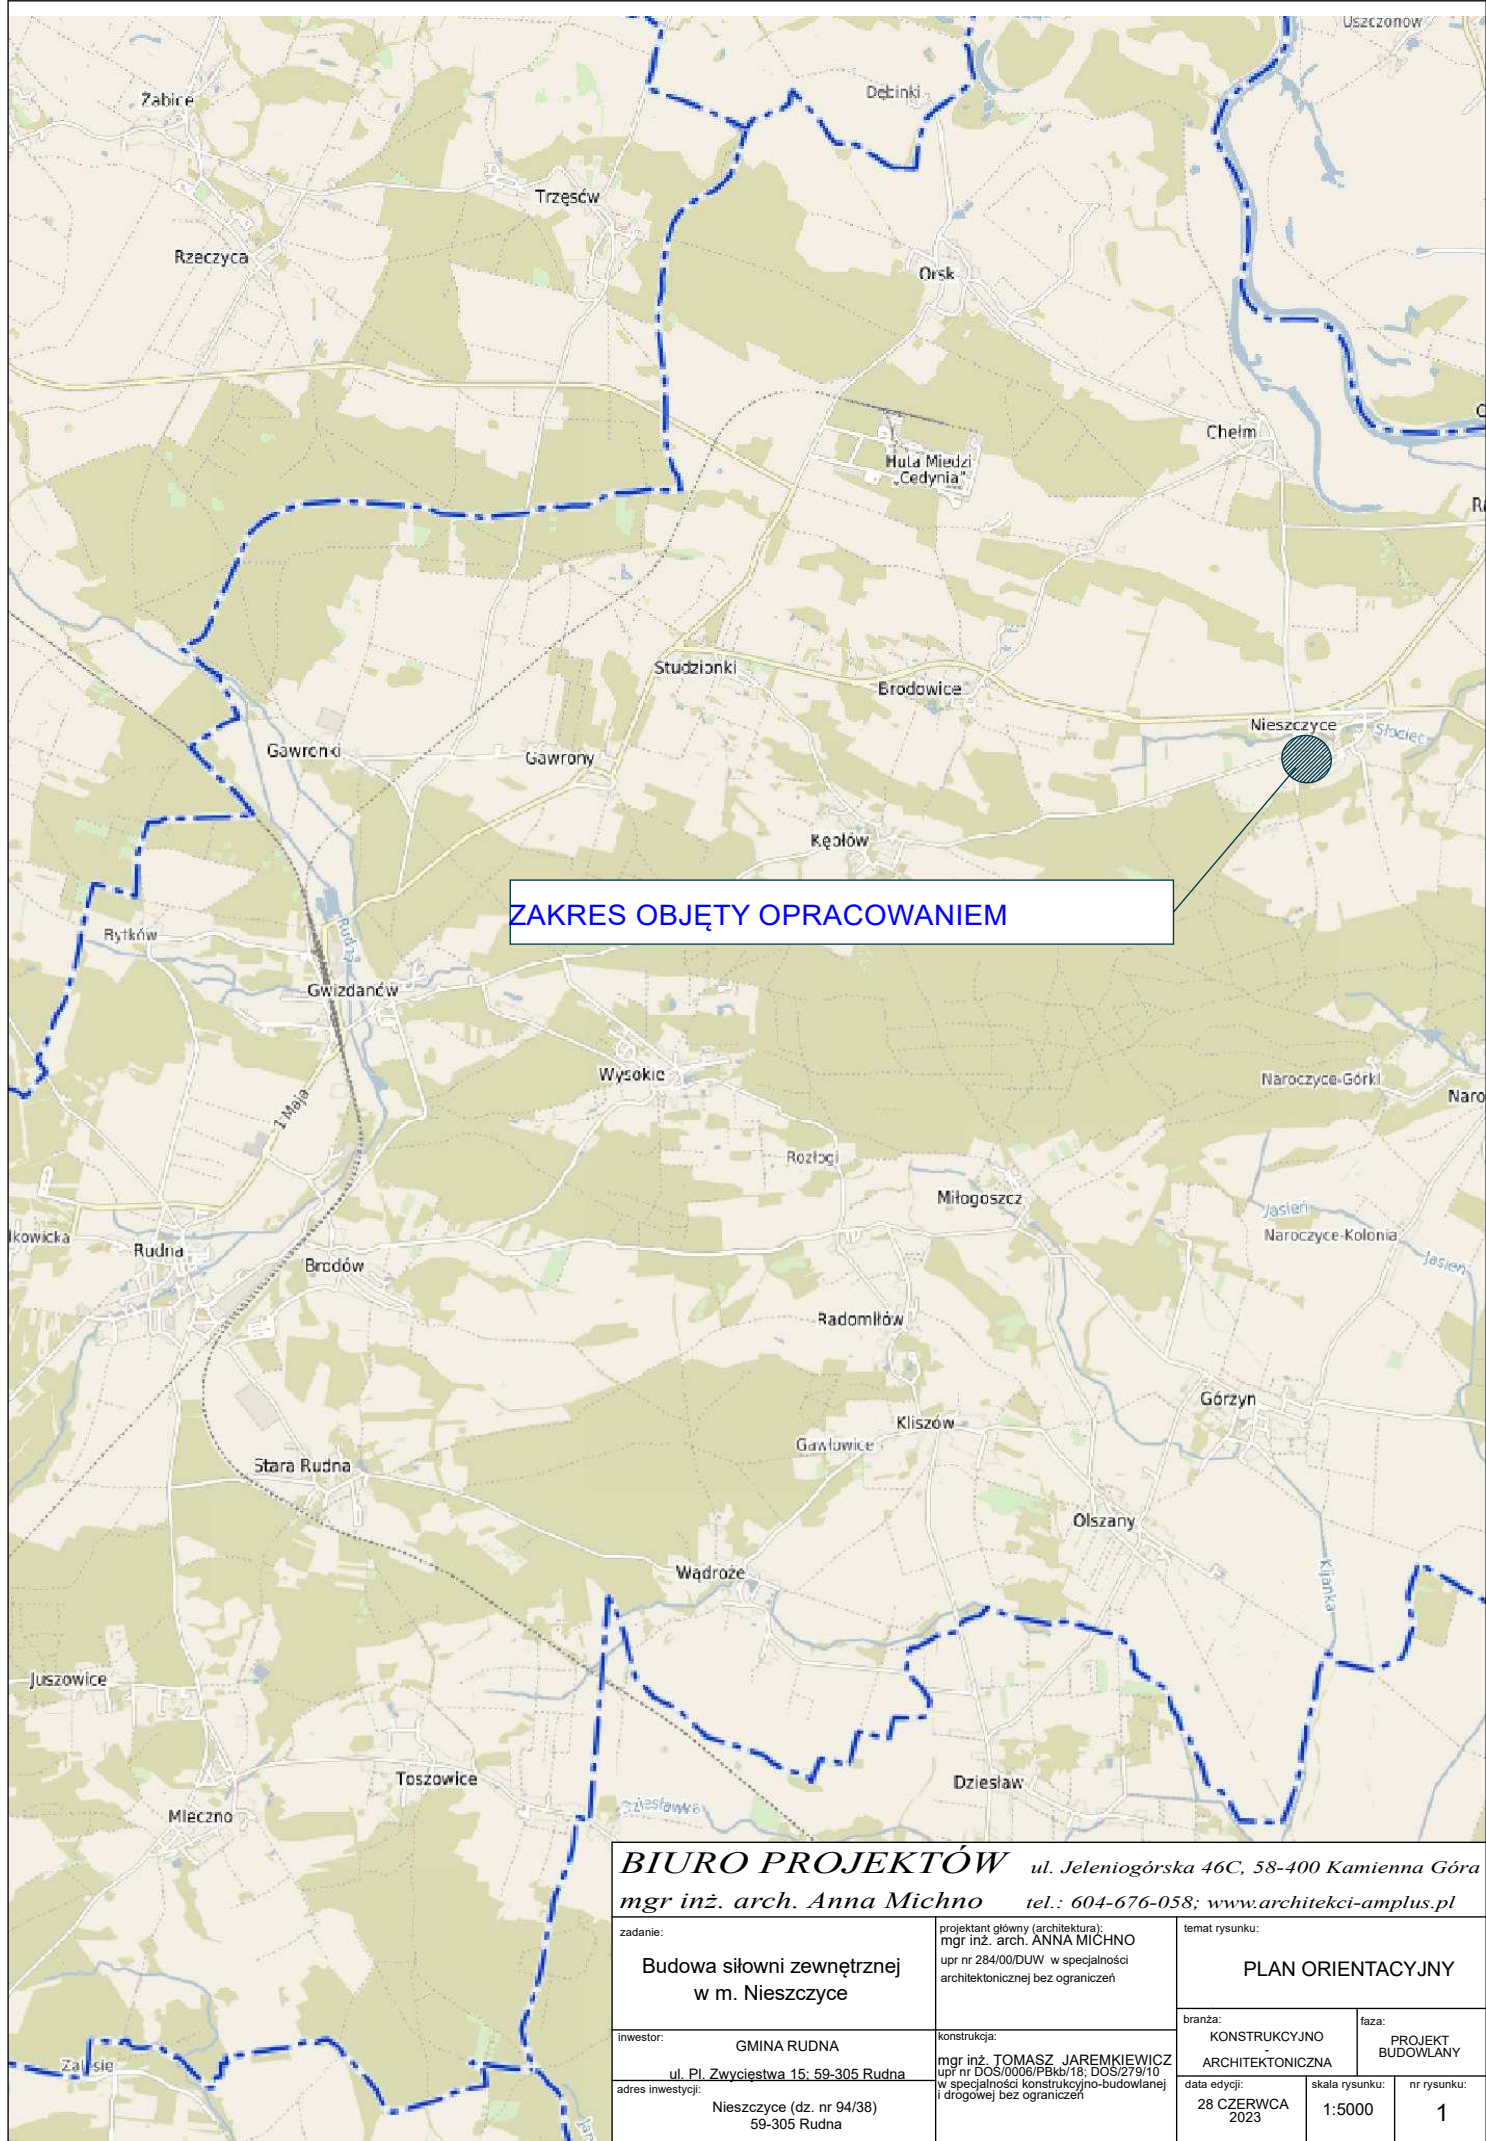 Uszczonów
Żabice
Dębinki
Trzęsów
Rzeczyca
Orsk
Chełm
Huta Miedzi
„Cedynia"
Studzionki
Brodowice
Nieszczyce
Słociec
Gawronki
Gawrony
Kębłów
ZAKRES OBJĘTY OPRACOWANIEM
Rytków
Rudna
Gwizdanów
Wysokie
Naroczyce-Górki
Naro
1 Maja
Rozłogi
Miłogoszcz
Jasień
lkowicka
Rudna
Naroczyce-Kolonia
Brodów
Jasień
Radomiłów
Górzyn
Kliszów
Gawłowice
Stara Rudna
Olszany
Wądroże
Kijanka
Juszowice
Toszowice
Dziesław
Dziesławka
Mleczno
Zalesie
BIURO PROJEKTÓW ul. Jeleniogórska 46C, 58-400 Kamienna Góra
mgr inż. arch. Anna Michno tel.: 604-676-058; www.architekci-amplus.pl
zadanie:
Budowa siłowni zewnętrznej
w m. Nieszczyce
projektant główny (architektura):
mgr inż. arch. ANNA MICHNO
upr nr 284/00/DUW w specjalności
architektonicznej bez ograniczeń
temat rysunku:
PLAN ORIENTACYJNY
inwestor:
GMINA RUDNA
ul. Pl. Zwycięstwa 15; 59-305 Rudna
konstrukcja:
mgr inż. TOMASZ JAREMKIEWICZ
upr nr DOŚ/0006/PBkb/18; DOŚ/279/10
w specjalności konstrukcyjno-budowlanej
i drogowej bez ograniczeń
branża:
KONSTRUKCYJNO
-
ARCHITEKTONICZNA
faza:
PROJEKT
BUDOWLANY
adres inwestycji:
Nieszczyce (dz. nr 94/38)
59-305 Rudna
data edycji:
28 CZERWCA
2023
skala rysunku:
1:5000
nr rysunku:
1